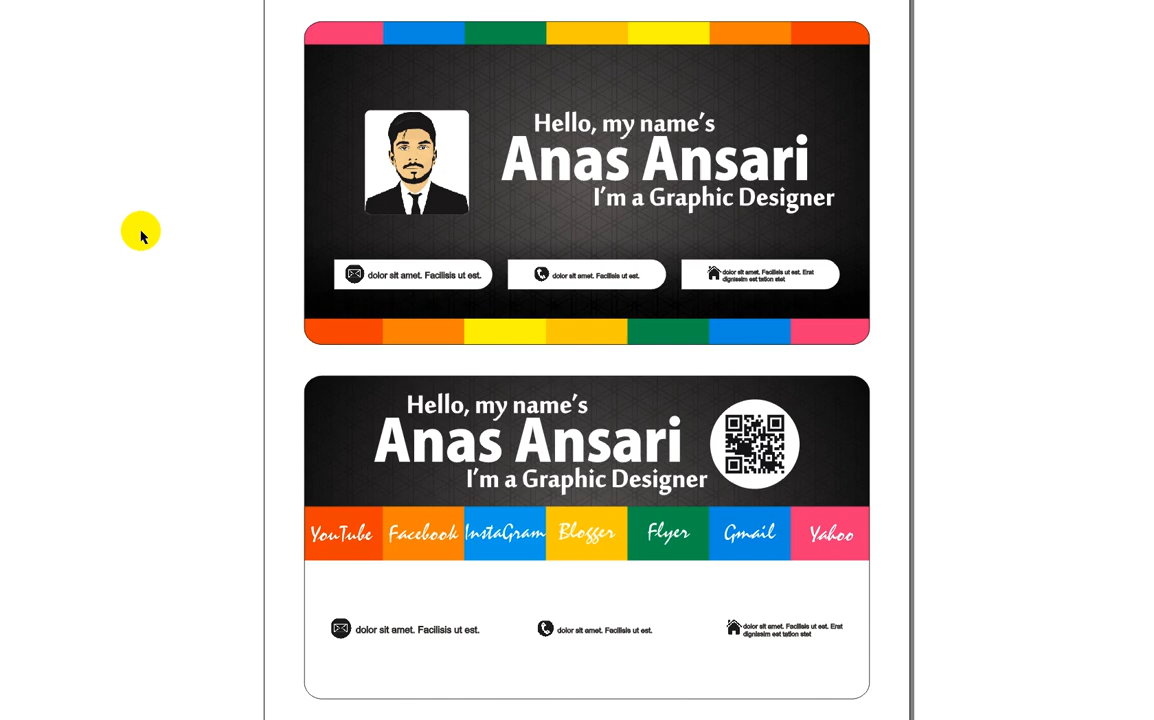 Hello, my name's
Anas Ansari
I'm a Graphic Designer
dolor sit amet. Facilisis ut est.
dolor sit amet. Facilisis ut est.
dolor sit amet. Facilisis ut est. Erat
dignissim est tation stet
Hello, my name's
Anas Ansari
I'm a Graphic Designer
YouTube Facebook InstaGram Blogger Flyer Gmail Yahoo
dolor sit amet. Facilisis ut est.
dolor sit amet. Facilisis ut est.
dolor sit amet. Facilisis ut est. Erat
dignissim est tation stet